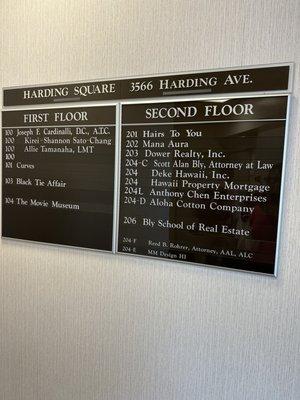 HARDING SQUARE 3566 HARDING AVE.
FIRST FLOOR
100 Joseph F. Cardinalli, D.C., A.T.C.
100 Kirei-Shannon Sato-Chang
100 Allie Tamanaha, LMT
100
101 Curves
103 Black Tie Affair
104 The Movie Museum
SECOND FLOOR
201 Hairs To You
202 Mana Aura
203 Dower Realty, Inc.
204-C Scott Alan Bly, Attorney at Law
204 Deke Hawaii, Inc.
204 Hawaii Property Mortgage
204L Anthony Chen Enterprises
204-D Aloha Cotton Company
206 Bly School of Real Estate
204-F Reed B. Rohrer, Attorney, AAL, ALC
204-E MM Design HI